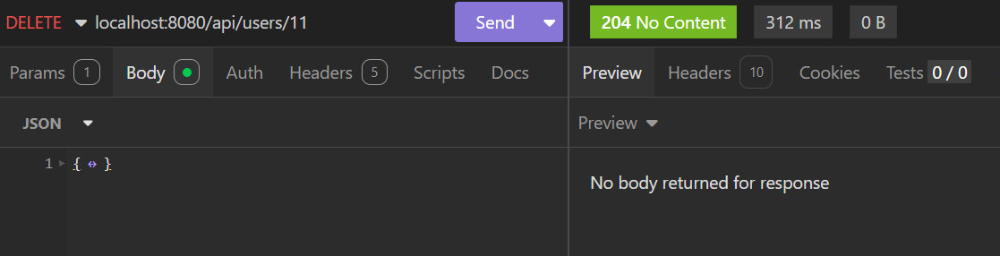 DELETE localhost:8080/api/users/11 Send 204 No Content 312 ms 0 B
Params 1 Body Auth Headers 5 Scripts Docs Preview Headers 10 Cookies Tests 0 / 0
JSON Preview
1 { ↔ }
No body returned for response